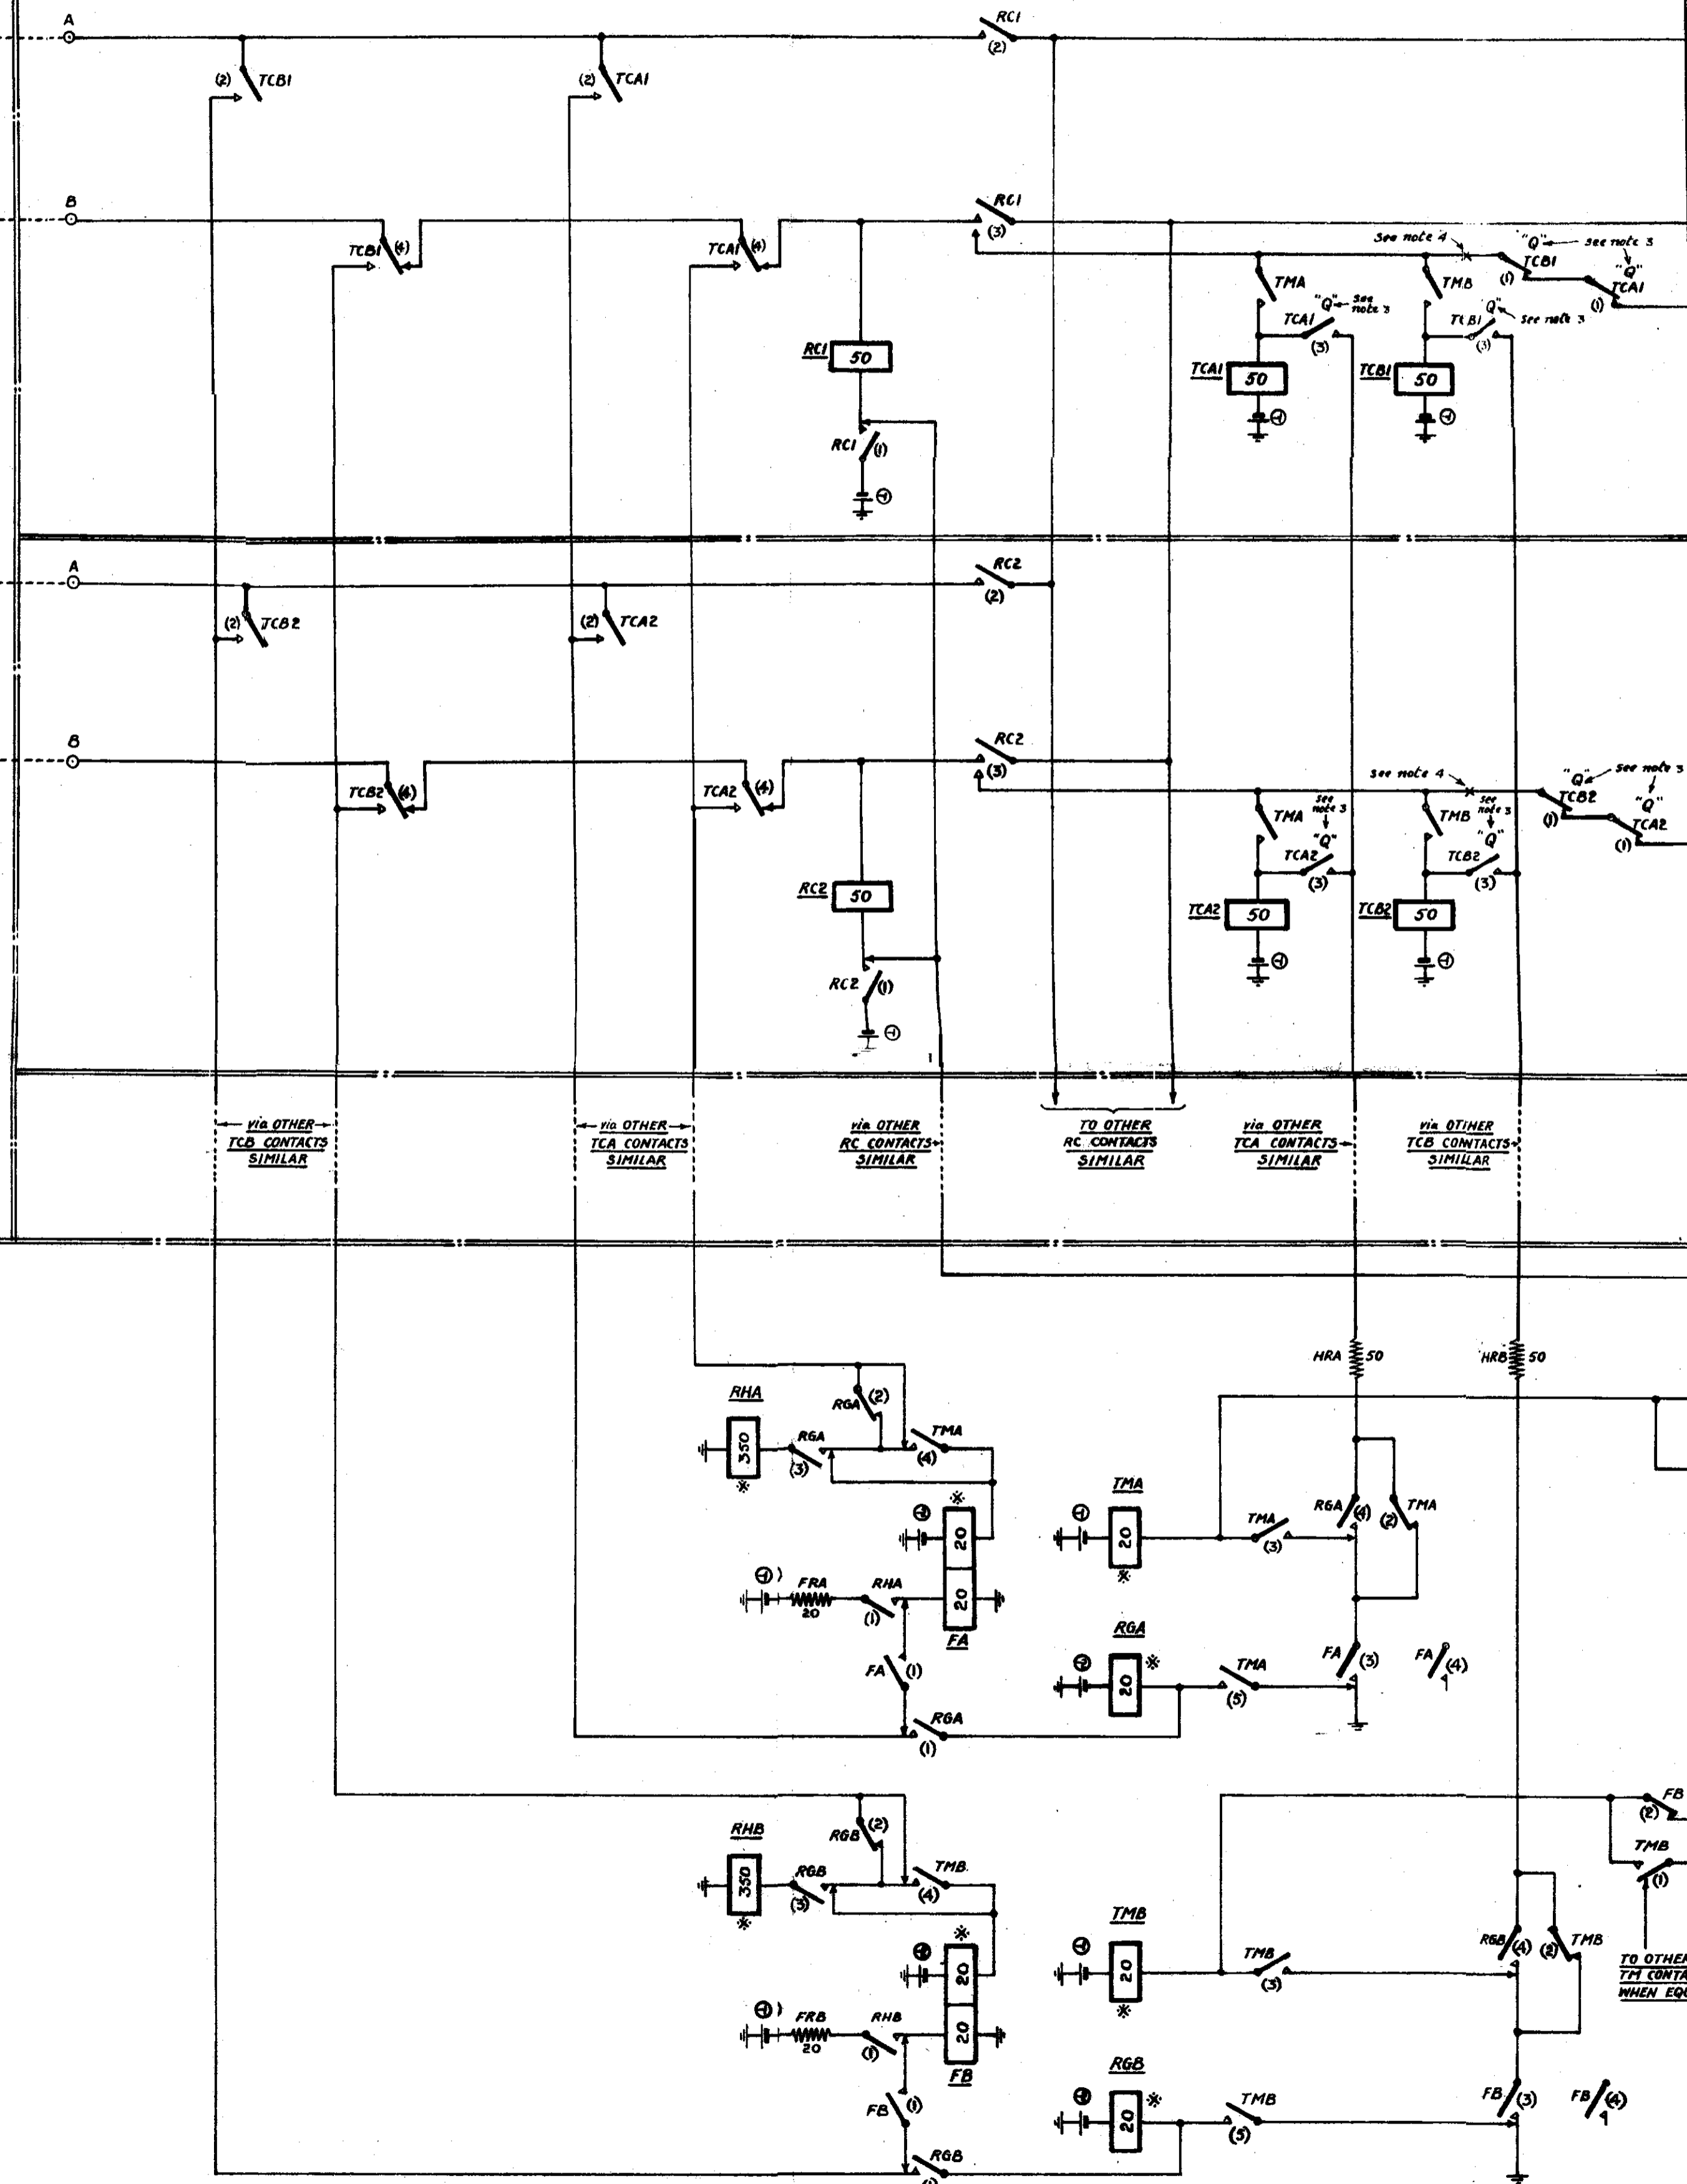 A
RC1
(2)
(2) TCB1
(2) TCA1
B
RC1
(3)
TCB1 (4)
TCA1 (4)
see note 4
"Q" see note 3
TCB1
(1)
"Q"
TCA1
(1)
TMA
"Q" see note 3
TCA1
(3)
TMB
"Q" see note 3
TCB1
(3)
RC1 50
TCA1 50
TCB1 50
RC1 (1)
A
RC2
(2)
(2) TCB2
(2) TCA2
B
RC2
(3)
TCB2 (4)
TCA2 (4)
see note 4
"Q" see note 3
TCB2
(1)
"Q"
TCA2
(1)
TMA
see note 3
"Q"
TCA2
(3)
TMB
see note 3
"Q"
TCB2
(3)
RC2 50
TCA2 50
TCB2 50
RC2 (1)
via OTHER
TCB CONTACTS
SIMILAR
via OTHER
TCA CONTACTS
SIMILAR
via OTHER
RC CONTACTS
SIMILAR
TO OTHER
RC CONTACTS
SIMILAR
via OTHER
TCA CONTACTS
SIMILAR
via OTHER
TCB CONTACTS
SIMILAR
HRA 50
HRB 50
RHA
350
RGA (2)
RGA
(3)
TMA
(4)
20
20
FA
FRA
20
RHA
(1)
FA (1)
RGA
(1)
TMA
20
TMA
(3)
RGA (4)
(2) TMA
RGA
20
TMA
(5)
FA (3)
FA (4)
RHB
350
RGB (2)
RGB
(3)
TMB
(4)
20
20
FB
FRB
20
RHB
(1)
FB (1)
RGB
TMB
20
TMB
(3)
RGB (4)
(2) TMB
FB
(2)
TMB
(1)
TO OTHER
TM CONTA
WHEN EQU
RGB
20
TMB
(5)
FB (3)
FB (4)